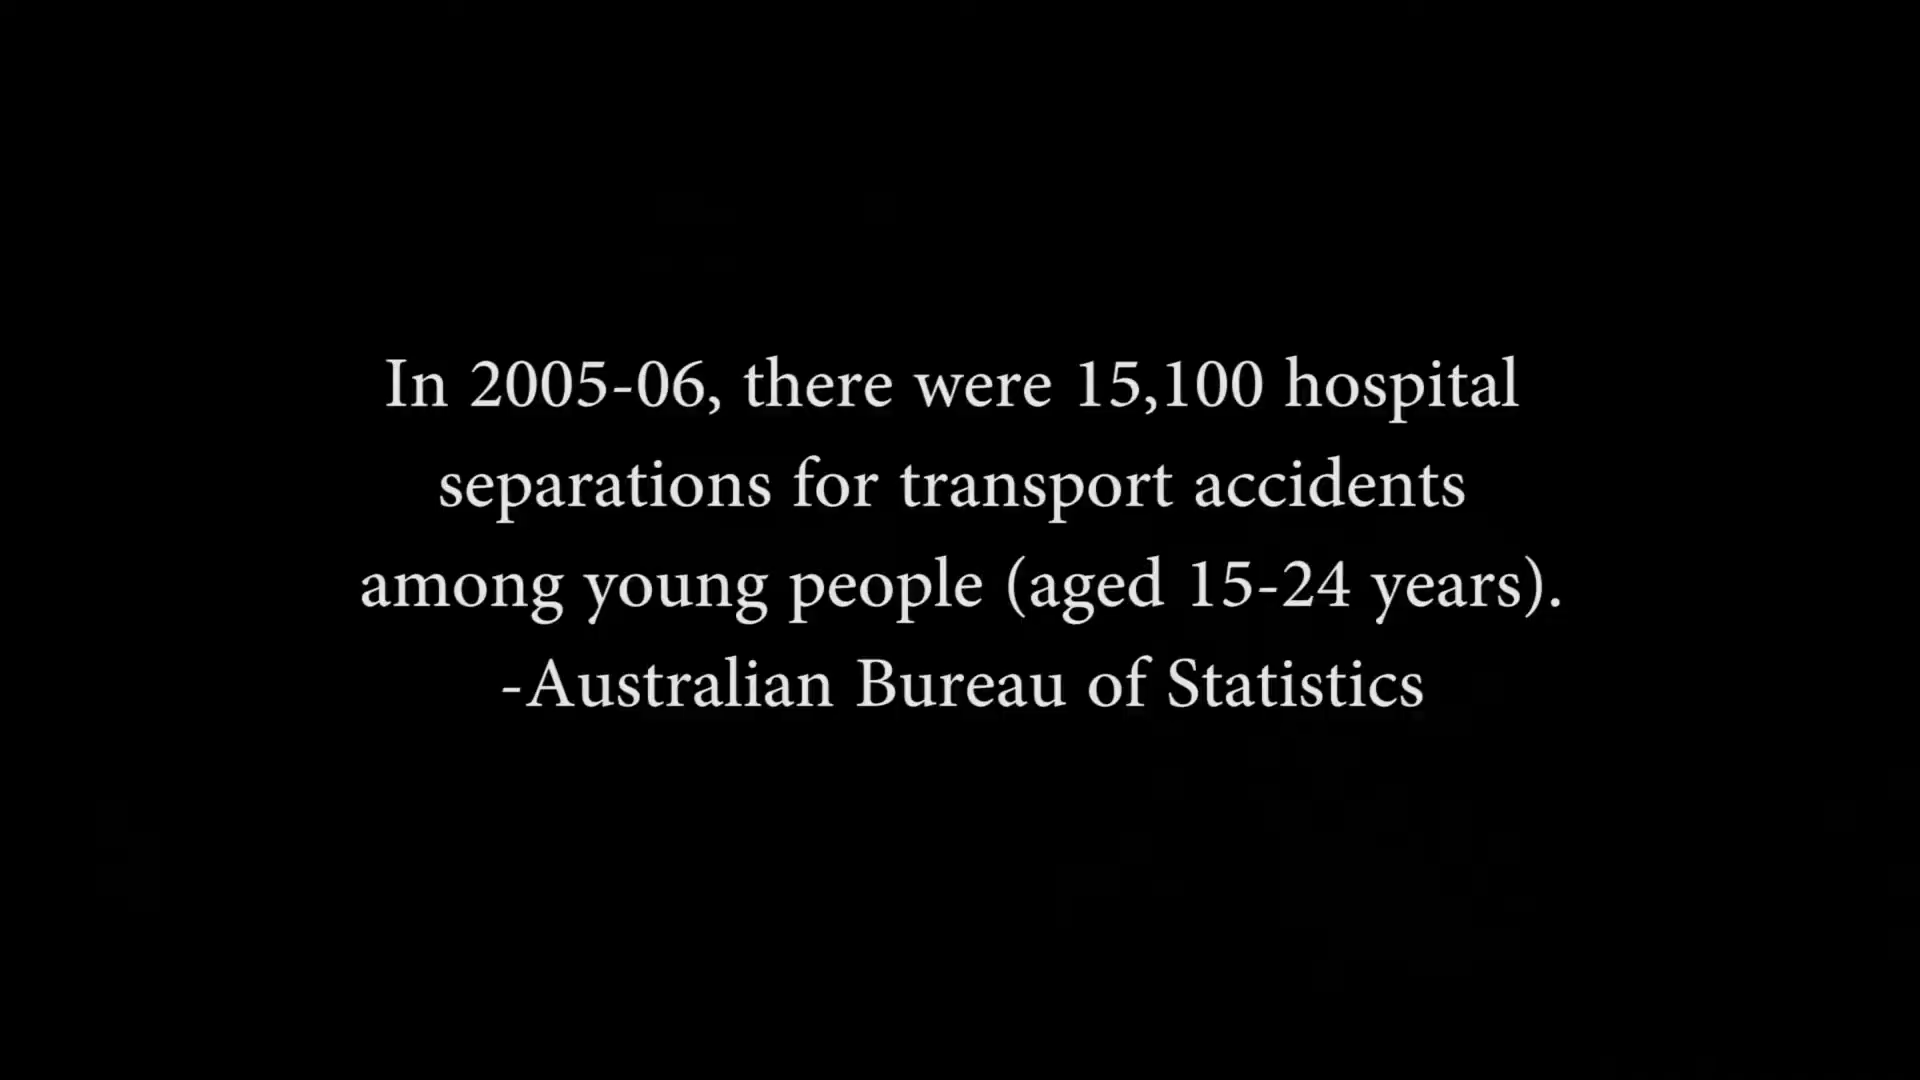 In 2005-06, there were 15,100 hospital
separations for transport accidents
among young people (aged 15-24 years).
-Australian Bureau of Statistics